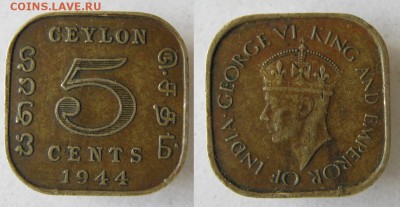 COINS.LAVE.RU
CEYLON
5
CENTS
1944
GEORGE VI, KING AND EMPEROR OF INDIA